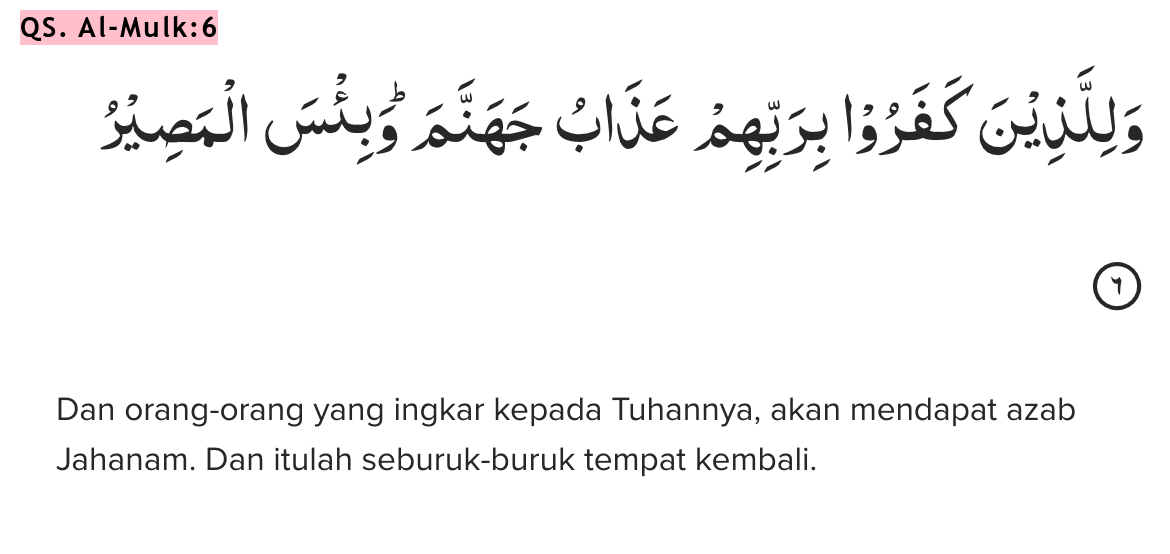 QS. Al-Mulk:6
وَلِلَّذِيْنَ كَفَرُوْا بِرَبِّهِمْ عَذَابُ جَهَنَّمَۗ وَبِئْسَ الْمَصِيْرُ
٦
Dan orang-orang yang ingkar kepada Tuhannya, akan mendapat azab
Jahanam. Dan itulah seburuk-buruk tempat kembali.